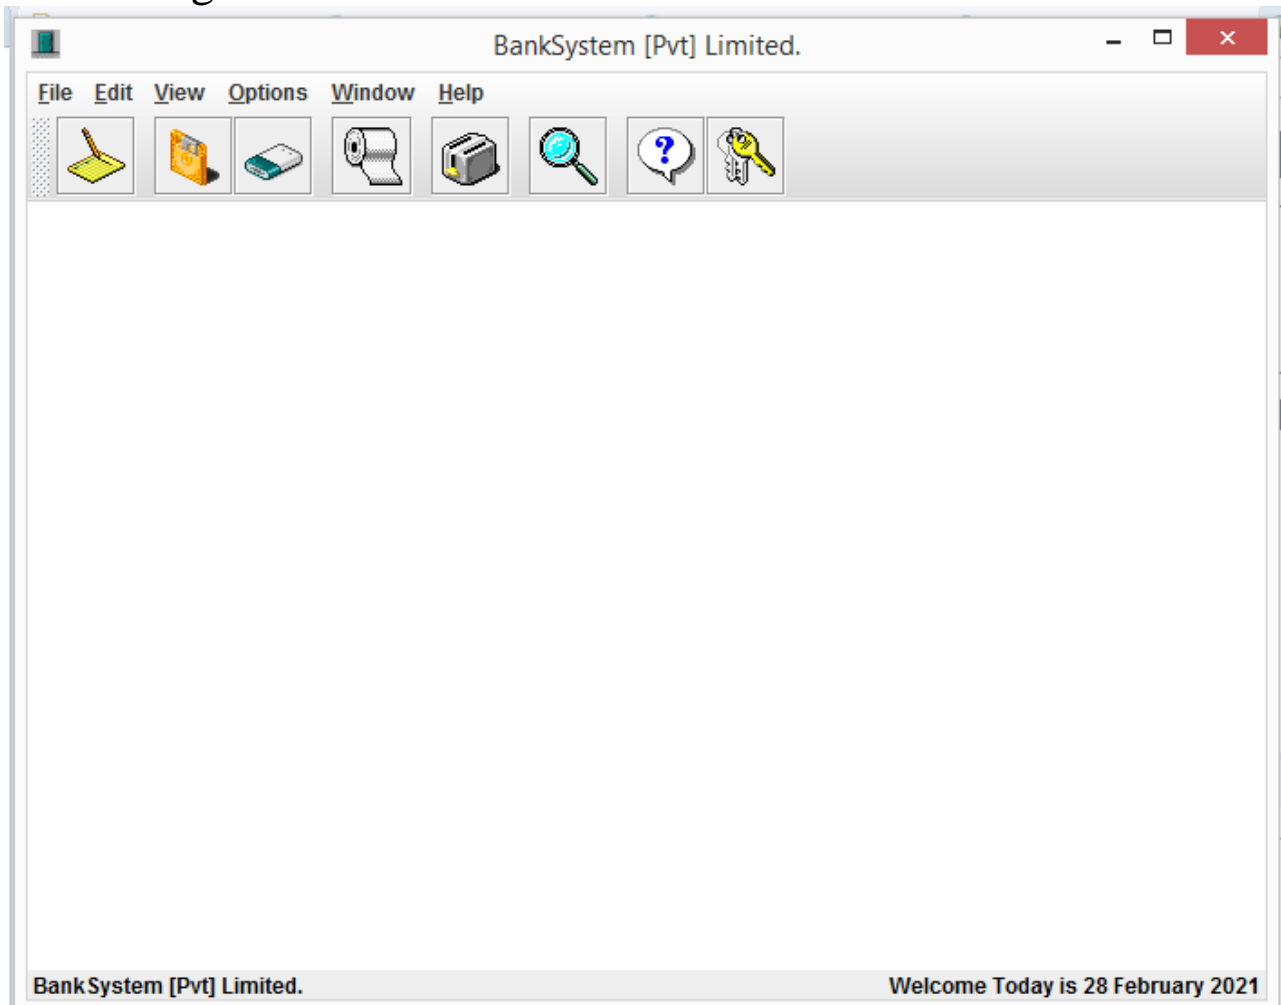 BankSystem [Pvt] Limited.
File Edit View Options Window Help
?
BankSystem [Pvt] Limited. Welcome Today is 28 February 2021